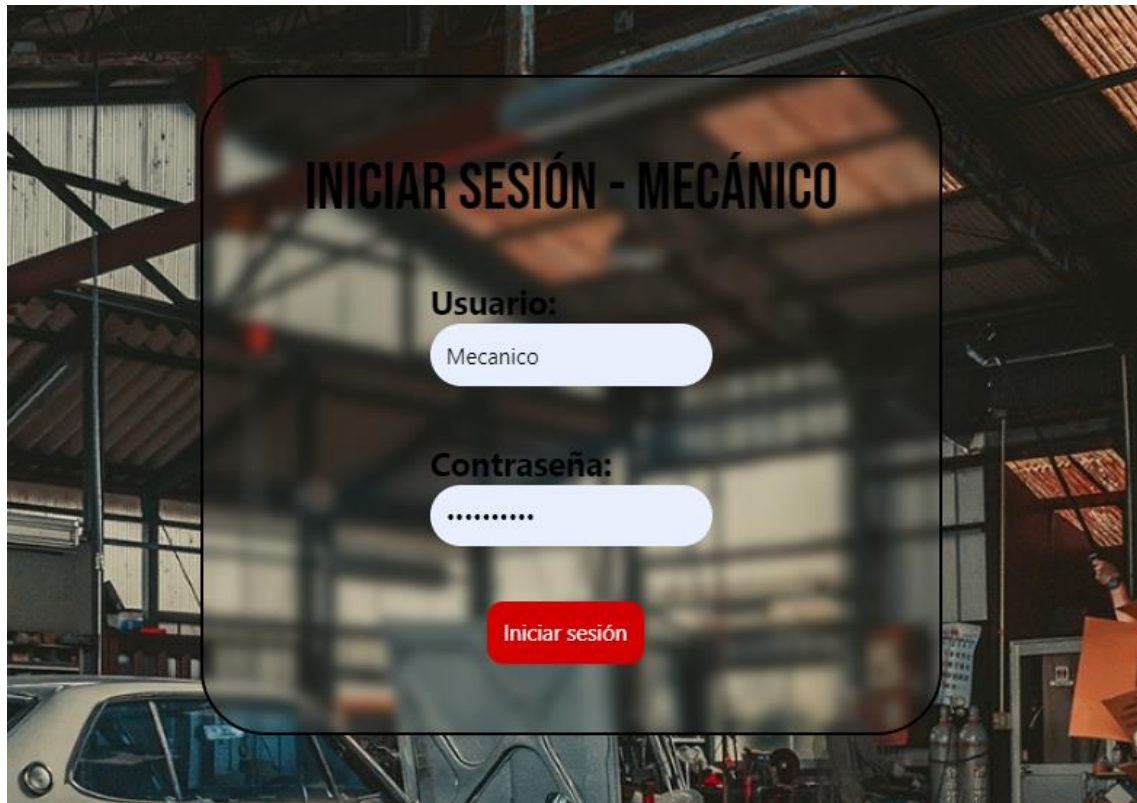 INICIAR SESIÓN - MECÁNICO
Usuario:
Mecanico
Contraseña:
••••••••••
Iniciar sesión